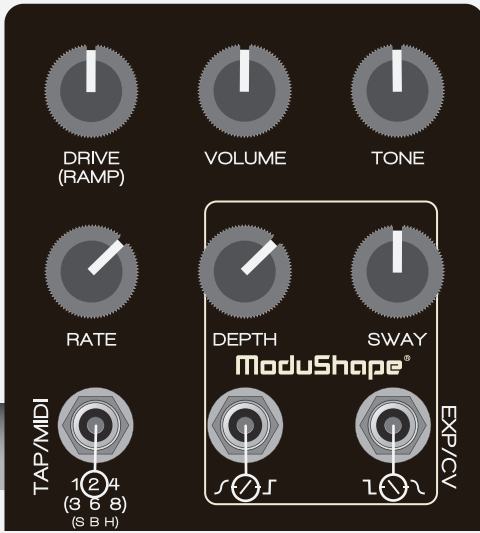 DRIVE
(RAMP)
VOLUME
TONE
RATE
DEPTH
SWAY
ModuShape®
TAP/MIDI
EXP/CV
1 2 4
(3 6 8)
(S B H)